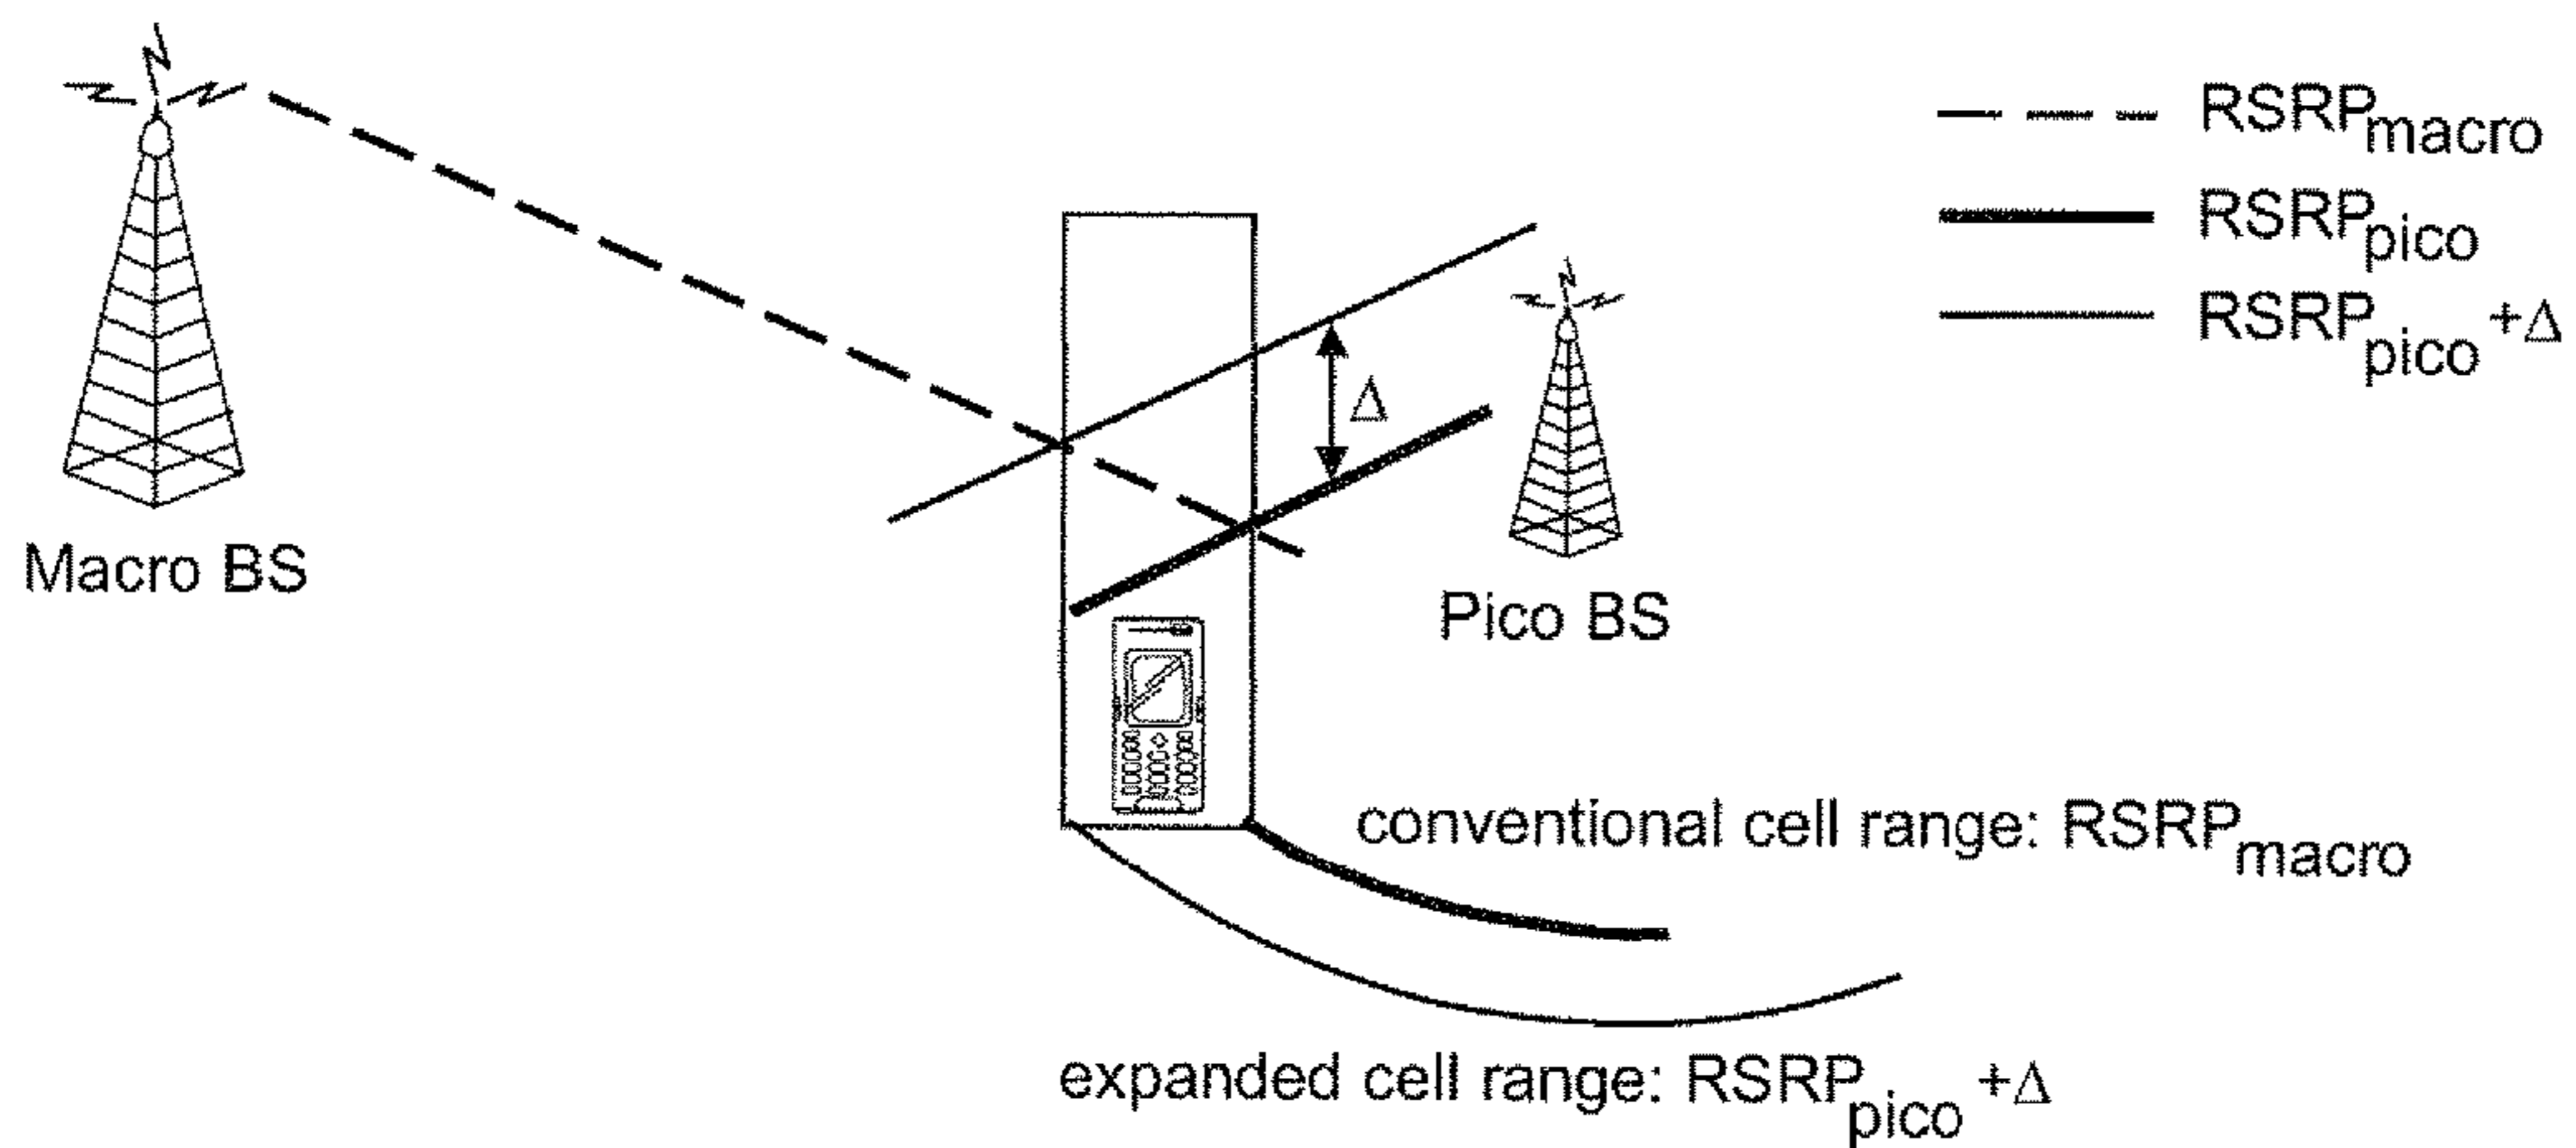 RSRPmacro
RSRPpico
RSRPpico +Δ
Δ
Macro BS
Pico BS
conventional cell range: RSRPmacro
expanded cell range: RSRPpico +Δ